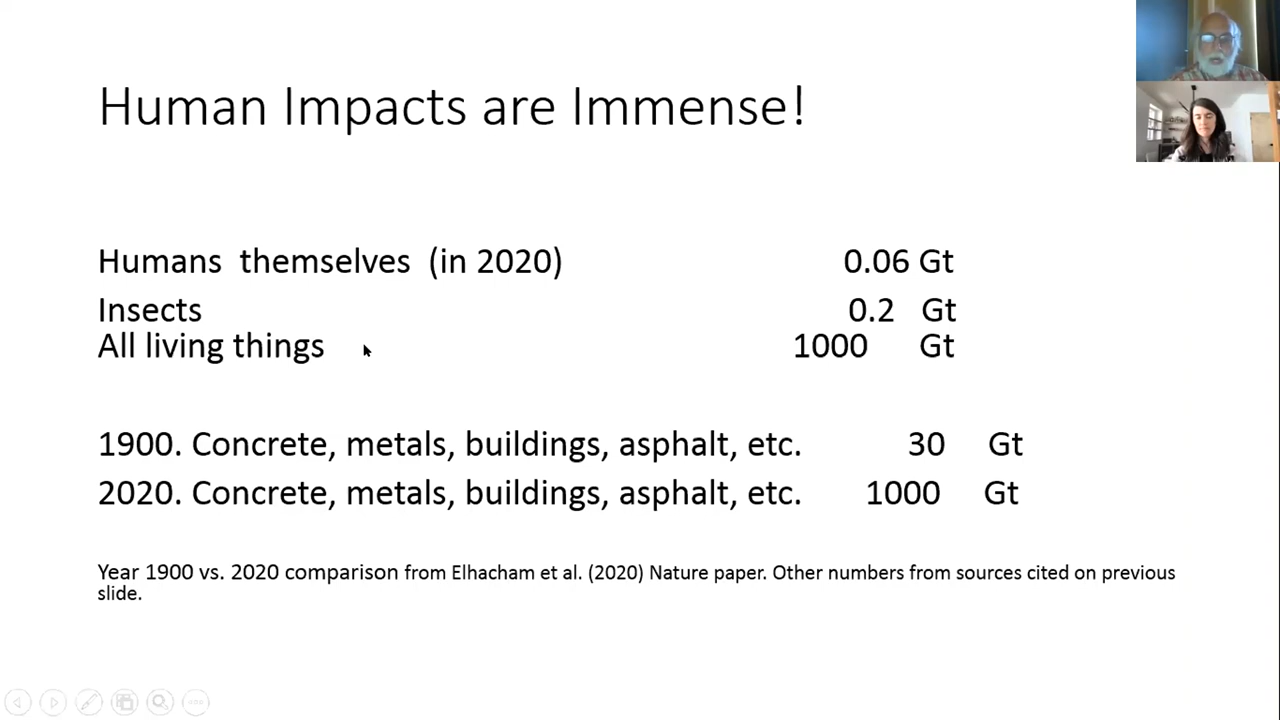 Human Impacts are Immense!
Humans themselves (in 2020) 0.06 Gt
Insects 0.2 Gt
All living things 1000 Gt
1900. Concrete, metals, buildings, asphalt, etc. 30 Gt
2020. Concrete, metals, buildings, asphalt, etc. 1000 Gt
Year 1900 vs. 2020 comparison from Elhacham et al. (2020) Nature paper. Other numbers from sources cited on previous
slide.